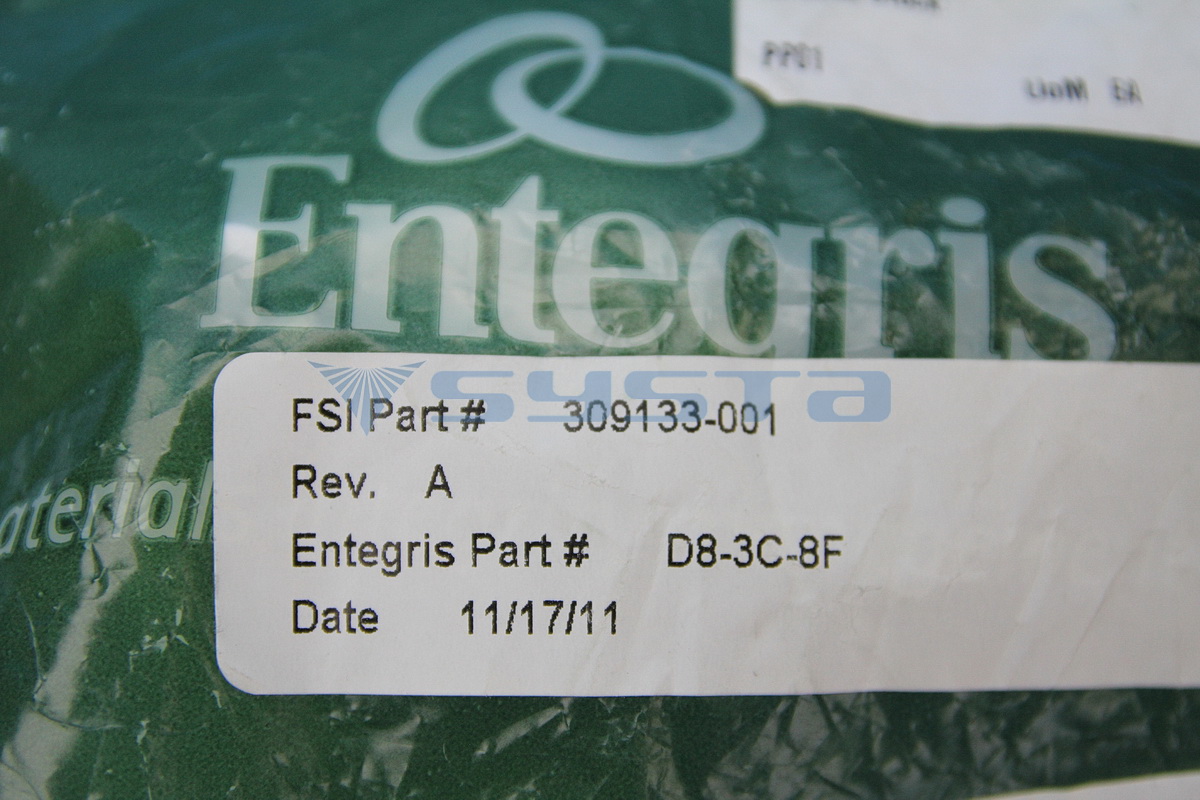 PP01
UoM EA
Entegris
systa
FSI Part # 309133-001
Rev. A
aterial
Entegris Part # D8-3C-8F
Date 11/17/11